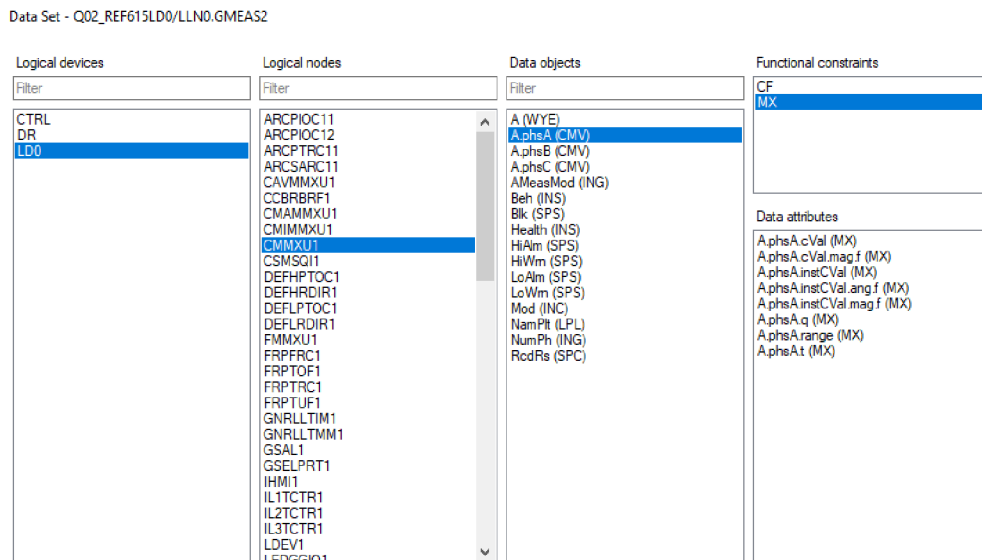 Data Set - Q02_REF615LD0/LLN0.GMEAS2
Logical devices
Filter
CTRL
DR
LD0
Logical nodes
Filter
ARCPIOC11
ARCPIOC12
ARCPTRC11
ARCSARC11
CAVMMXU1
CCBRBRF1
CMAMMXU1
CMIMMXU1
CMMXU1
CSMSQI1
DEFHPTOC1
DEFHRDIR1
DEFLPTOC1
DEFLRDIR1
FMMXU1
FRPFRC1
FRPTOF1
FRPTRC1
FRPTUF1
GNRLLTIM1
GNRLLTMM1
GSAL1
GSELPRT1
IHMI1
IL1TCTR1
IL2TCTR1
IL3TCTR1
LDEV1
LEDGGIO1
Data objects
Filter
A (WYE)
A.phsA (CMV)
A.phsB (CMV)
A.phsC (CMV)
AMeasMod (ING)
Beh (INS)
Blk (SPS)
Health (INS)
HiAlm (SPS)
HiWrn (SPS)
LoAlm (SPS)
LoWrn (SPS)
Mod (INC)
NamPlt (LPL)
NumPh (ING)
RcdRs (SPC)
Functional constraints
CF
MX
Data attributes
A.phsA.cVal (MX)
A.phsA.cVal.mag.f (MX)
A.phsA.instCVal (MX)
A.phsA.instCVal.ang.f (MX)
A.phsA.instCVal.mag.f (MX)
A.phsA.q (MX)
A.phsA.range (MX)
A.phsA.t (MX)